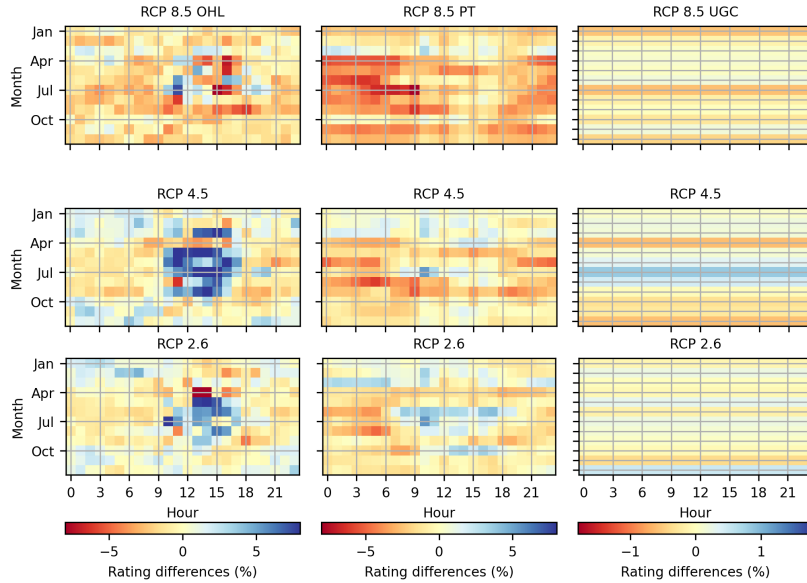 RCP 8.5 OHL
RCP 8.5 PT
RCP 8.5 UGC
Jan
Apr
Jul
Oct
Month
RCP 4.5
RCP 4.5
RCP 4.5
Jan
Apr
Jul
Oct
Month
RCP 2.6
RCP 2.6
RCP 2.6
Jan
Apr
Jul
Oct
Month
0 3 6 9 12 15 18 21
0 3 6 9 12 15 18 21
0 3 6 9 12 15 18 21
Hour
Hour
Hour
−5 0 5
−5 0 5
−1 0 1
Rating differences (%)
Rating differences (%)
Rating differences (%)